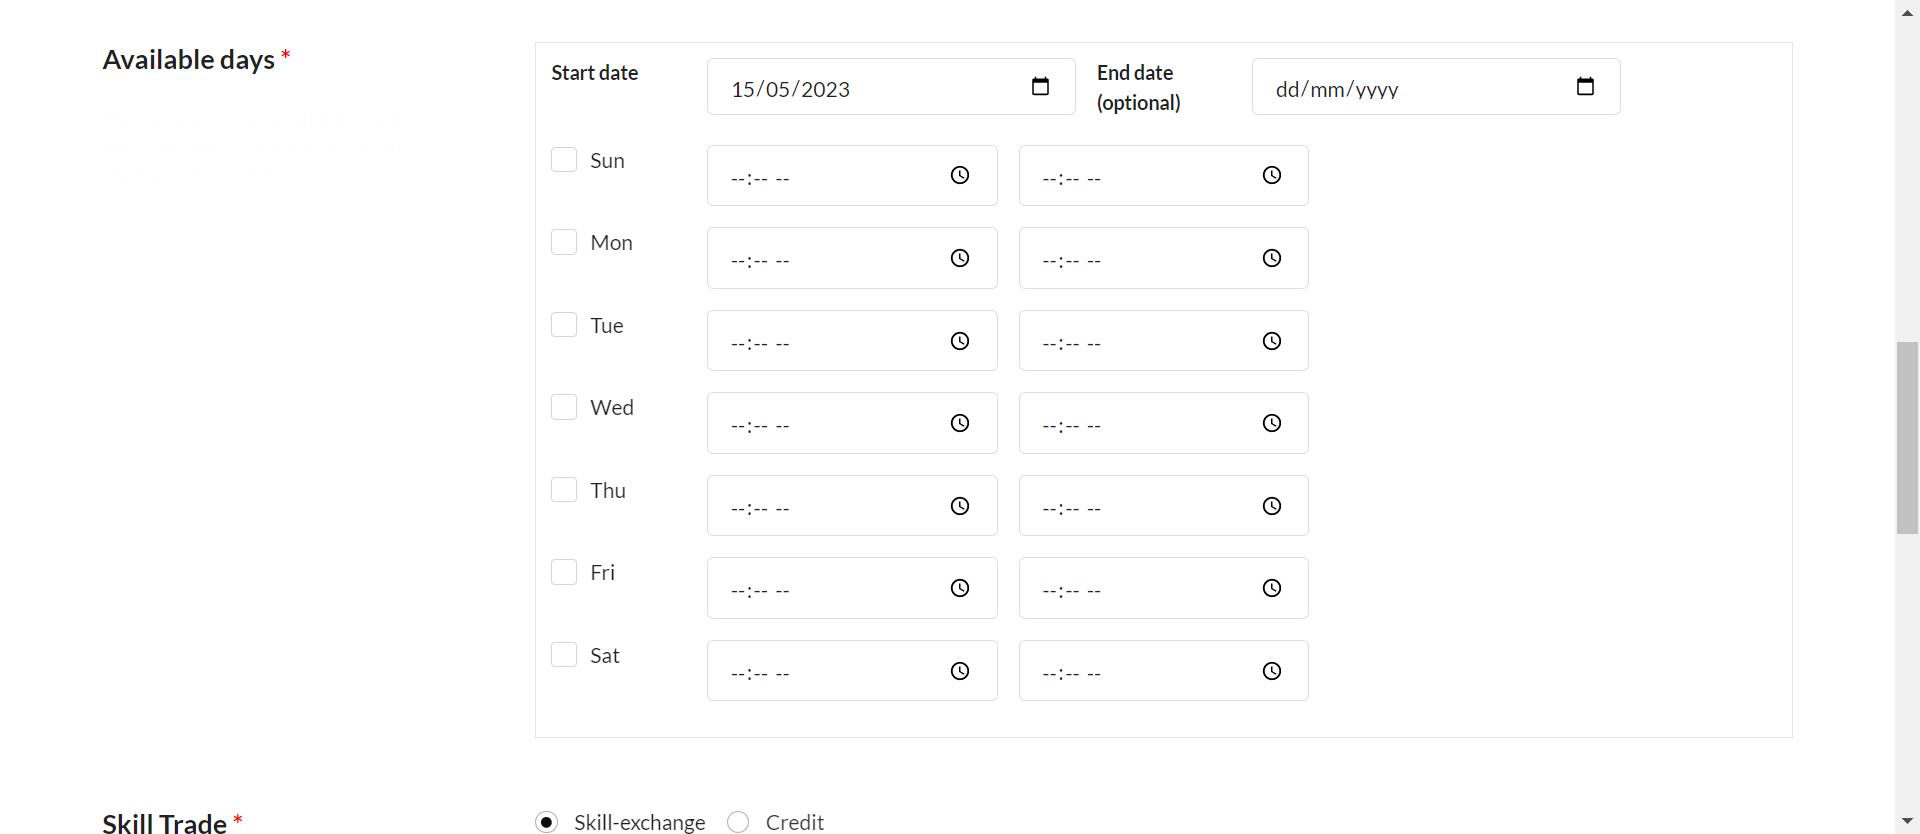 Available days *
Start date 15/05/2023 End date (optional) dd/mm/yyyy
Sun --:-- -- --:-- --
Mon --:-- -- --:-- --
Tue --:-- -- --:-- --
Wed --:-- -- --:-- --
Thu --:-- -- --:-- --
Fri --:-- -- --:-- --
Sat --:-- -- --:-- --
Skill Trade * Skill-exchange Credit